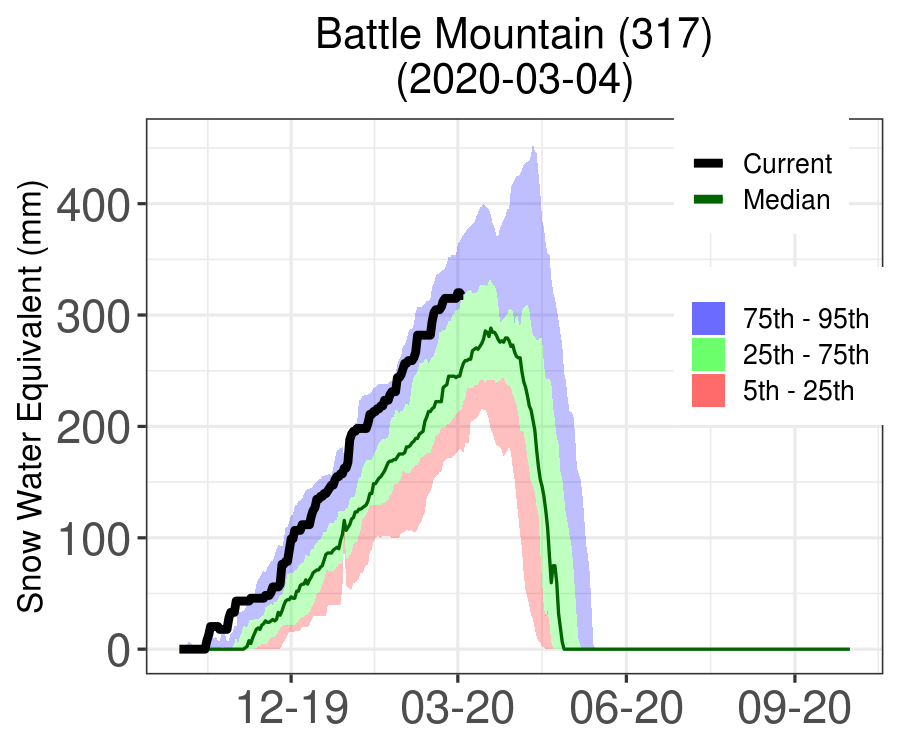 Battle Mountain (317)
(2020-03-04)
Snow Water Equivalent (mm)
400
300
200
100
0
12-19
03-20
06-20
09-20
Current
Median
75th - 95th
25th - 75th
5th - 25th